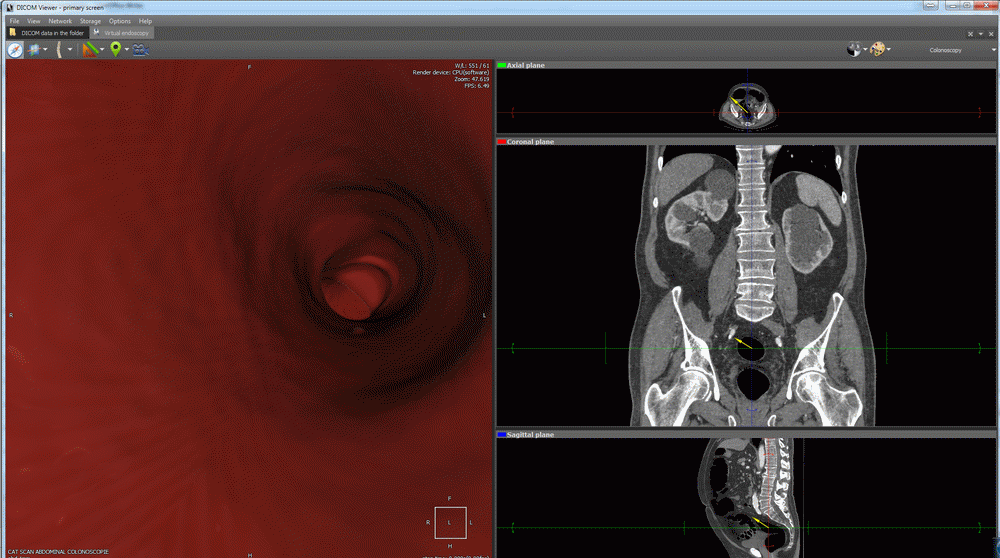 DICOM Viewer - primary screen
File View Network Storage Options Help
DICOM data in the folder
Virtual endoscopy
Colonoscopy
F
W/L: 551 / 61
Render device: CPU(software)
Zoom: 47.619
FPS: 6.49
R
L
F
R L L
H
CAT SCAN ABDOMINAL COLONOSCOPIE
H
Axial plane
Coronal plane
Sagittal plane